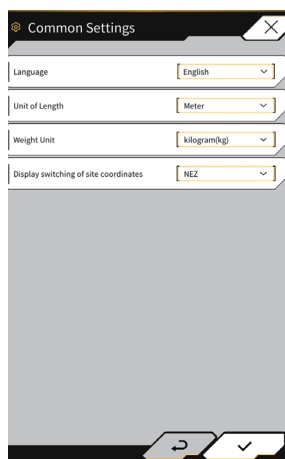 Common Settings
Language English
Unit of Length Meter
Weight Unit kilogram(kg)
Display switching of site coordinates NEZ